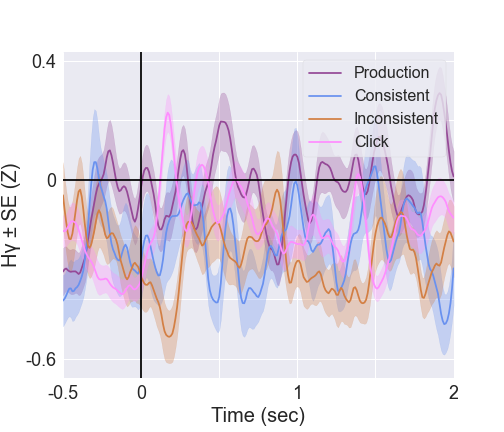 0.4
0
-0.6
Hγ ± SE (Z)
Production
Consistent
Inconsistent
Click
-0.5
0
1
2
Time (sec)